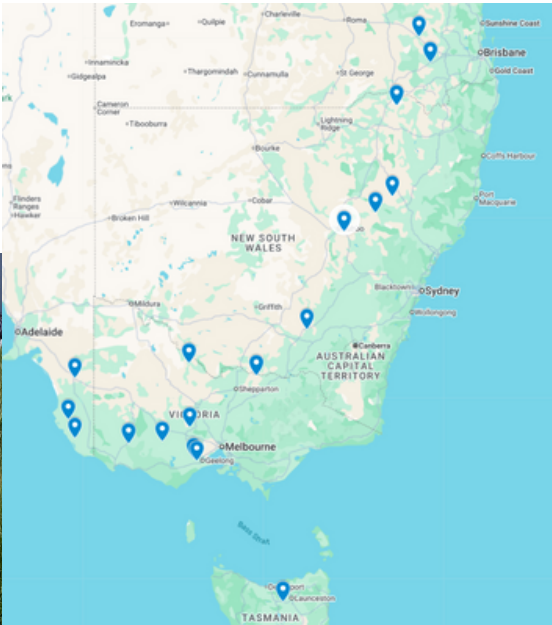 Charleville
Eromanga
Quilpie
Roma
Sunshine Coast
Brisbane
Innamincka
Thargomindah
Cunnamulla
St George
Gidgealpa
Gold Coast
Cameron
Corner
Tibooburra
Lightning
Ridge
Bourke
Coffs Harbour
Flinders
Ranges
Hawker
Wilcannia
Cobar
Port
Macquarie
Broken Hill
NEW SOUTH
WALES
Blacktown
Sydney
Mildura
Griffith
Wollongong
Adelaide
Canberra
AUSTRALIAN
CAPITAL
TERRITORY
Shepparton
Melbourne
Geelong
Bass Strait
Launceston
TASMANIA